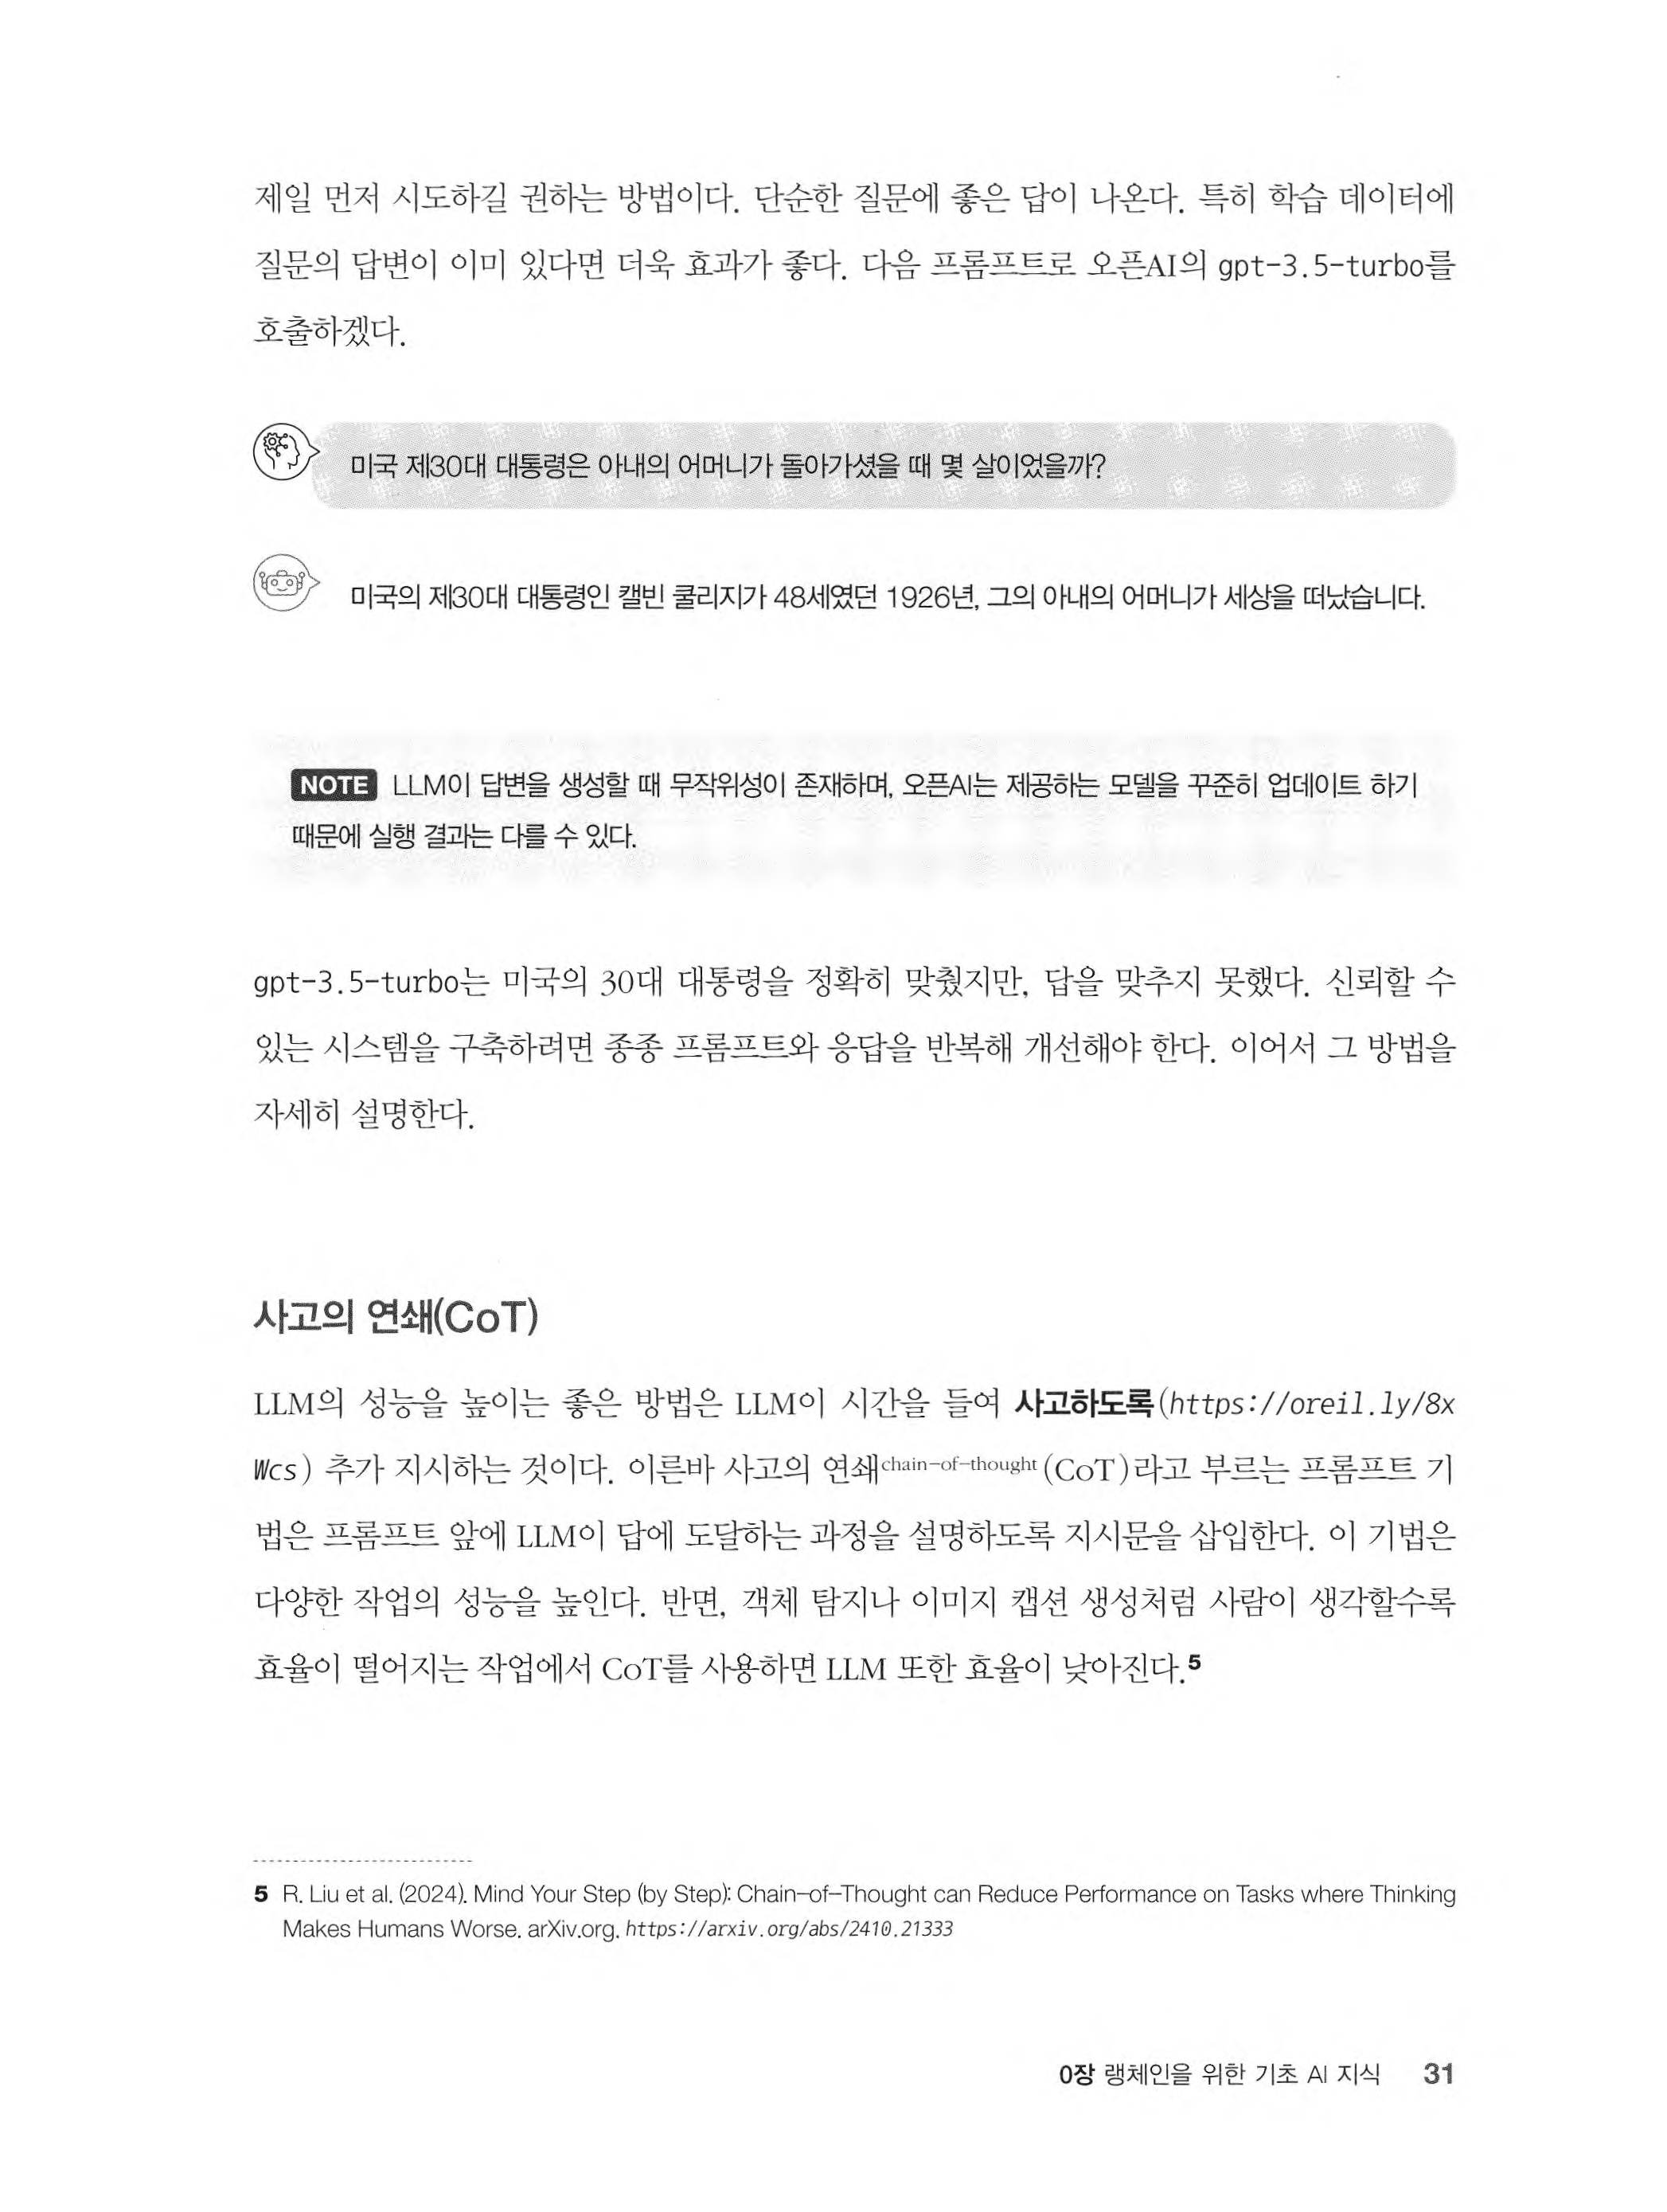 제일 먼저 시도하길 권하는 방법이다. 단순한 질문에 좋은 답이 나온다. 특히 학습 데이터에
질문의 답변이 이미 있다면 더욱 효과가 좋다. 다음 프롬프트로 오픈AI의 gpt-3.5-turbo를
호출하겠다.
미국 제30대 대통령은 아내의 어머니가 돌아가셨을 때 몇 살이었을까?
미국의 제30대 대통령인 캘빈 쿨리지가 48세였던 1926년, 그의 아내의 어머니가 세상을 떠났습니다.
NOTE LLM이 답변을 생성할 때 무작위성이 존재하며, 오픈AI는 제공하는 모델을 꾸준히 업데이트 하기
때문에 실행 결과는 다를 수 있다.
gpt-3.5-turbo는 미국의 30대 대통령을 정확히 맞췄지만, 답을 맞추지 못했다. 신뢰할 수
있는 시스템을 구축하려면 종종 프롬프트와 응답을 반복해 개선해야 한다. 이어서 그 방법을
자세히 설명한다.
사고의 연쇄(CoT)
LLM의 성능을 높이는 좋은 방법은 LLM이 시간을 들여 사고하도록(https://oreil.ly/8x
Wcs) 추가 지시하는 것이다. 이른바 사고의 연쇄chain-of-thought(CoT)라고 부르는 프롬프트 기
법은 프롬프트 앞에 LLM이 답에 도달하는 과정을 설명하도록 지시문을 삽입한다. 이 기법은
다양한 작업의 성능을 높인다. 반면, 객체 탐지나 이미지 캡션 생성처럼 사람이 생각할수록
효율이 떨어지는 작업에서 CoT를 사용하면 LLM 또한 효율이 낮아진다.5
5 R. Liu et al. (2024). Mind Your Step (by Step): Chain-of-Thought can Reduce Performance on Tasks where Thinking
Makes Humans Worse. arXiv.org. https://arxiv.org/abs/2410.21333
0장 랭체인을 위한 기초 AI 지식 31